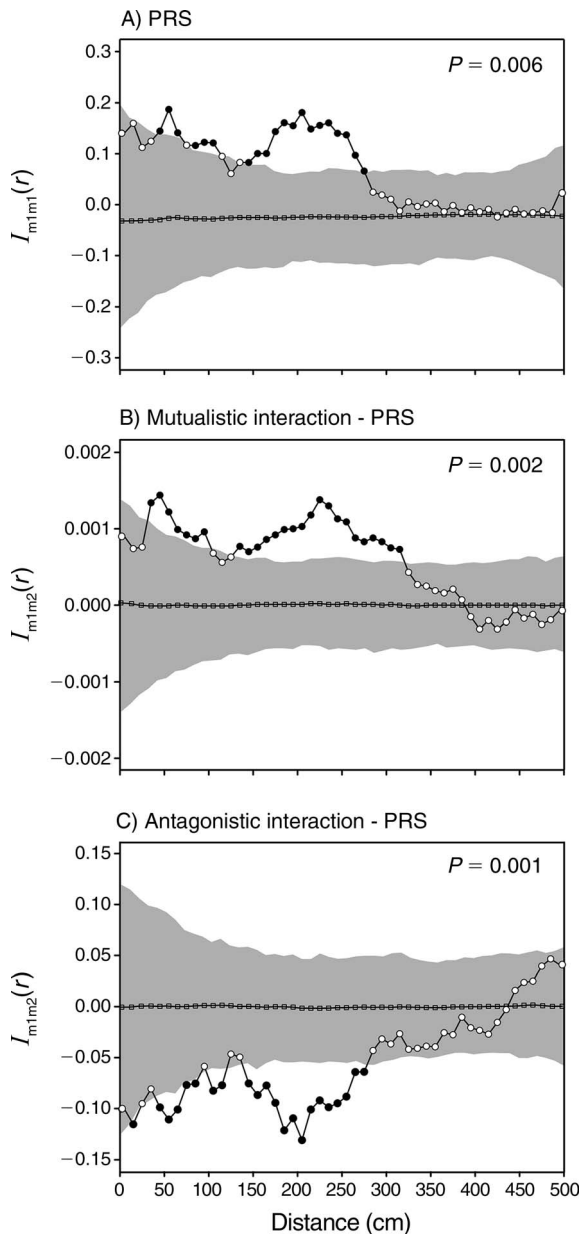 A) PRS
P = 0.006
0.3
0.2
0.1
0.0
−0.1
−0.2
−0.3
I m1m1(r)
B) Mutualistic interaction - PRS
P = 0.002
0.002
0.001
0.000
−0.001
−0.002
I m1m2(r)
C) Antagonistic interaction - PRS
P = 0.001
0.15
0.10
0.05
0.00
−0.05
−0.10
−0.15
I m1m2(r)
0 50 100 150 200 250 300 350 400 450 500
Distance (cm)